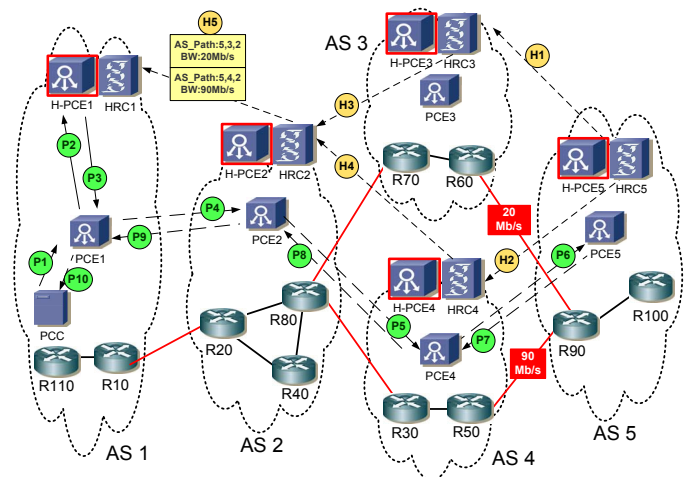 H5
AS_Path:5,3,2
BW:20Mb/s
AS_Path:5,4,2
BW:90Mb/s
AS 3
H-PCE3
HRC3
H1
PCE3
H-PCE1
HRC1
H3
H-PCE2
HRC2
H4
H-PCE5
HRC5
P2
P3
R70
R60
20
Mb/s
P4
P9
PCE1
PCE2
P8
H2
P6
PCE5
P1
P10
H-PCE4
HRC4
PCC
R80
R20
P5
P7
PCE4
R100
R90
90
Mb/s
R110
R10
R40
R30
R50
AS 1
AS 2
AS 4
AS 5